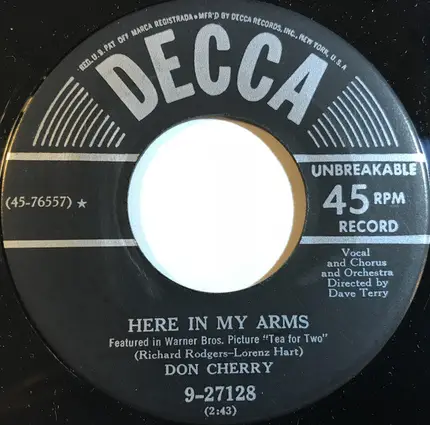 REG. U.S. PAT OFF MARCA REGISTRADA • MF'R'D BY DECCA RECORDS, INC., NEW YORK, U.S.A.
DECCA
UNBREAKABLE
(45-76557) ★
45 RPM
RECORD
Vocal
and Chorus
and Orchestra
Directed by
Dave Terry
HERE IN MY ARMS
Featured in Warner Bros. Picture "Tea for Two"
(Richard Rodgers-Lorenz Hart)
DON CHERRY
9-27128
(2:43)